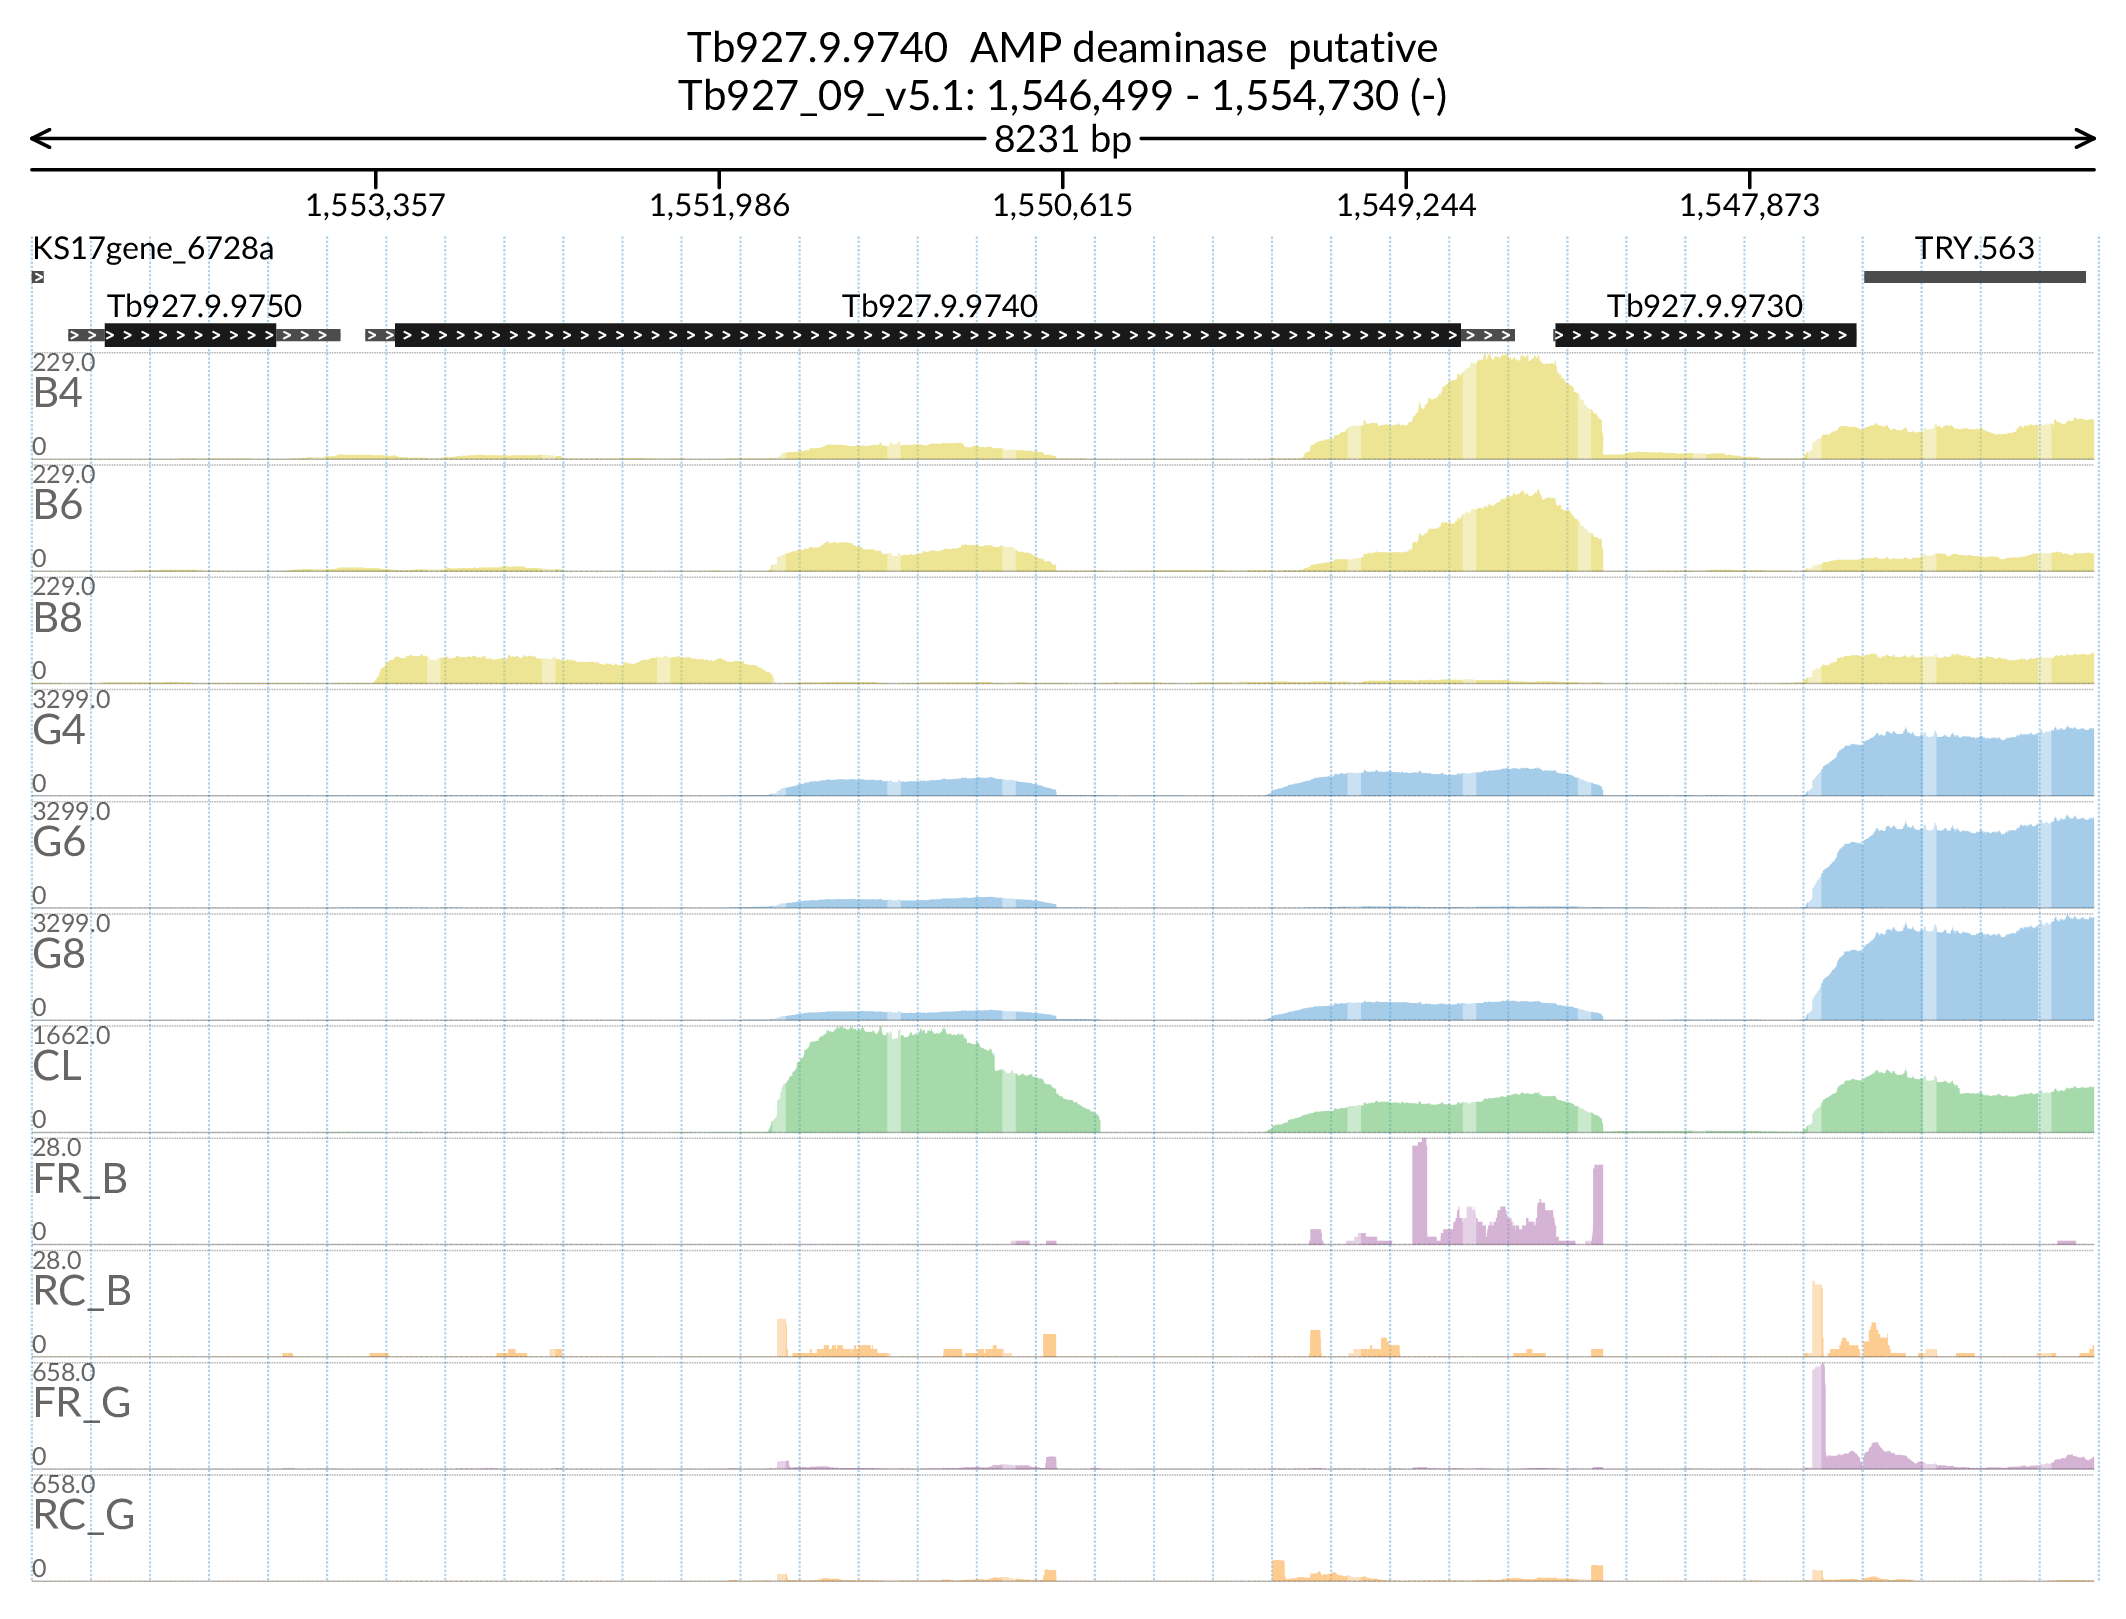 Tb927.9.9740  AMP deaminase  putative
Tb927_09_v5.1: 1,546,499 - 1,554,730 (-)
8231 bp
1,553,357 1,551,986 1,550,615 1,549,244 1,547,873
KS17gene_6728a TRY.563
Tb927.9.9750 Tb927.9.9740 Tb927.9.9730
229.0
B4
0
229.0
B6
0
229.0
B8
0
3299.0
G4
0
3299.0
G6
0
3299.0
G8
0
1662.0
CL
0
28.0
FR_B
0
28.0
RC_B
0
658.0
FR_G
0
658.0
RC_G
0